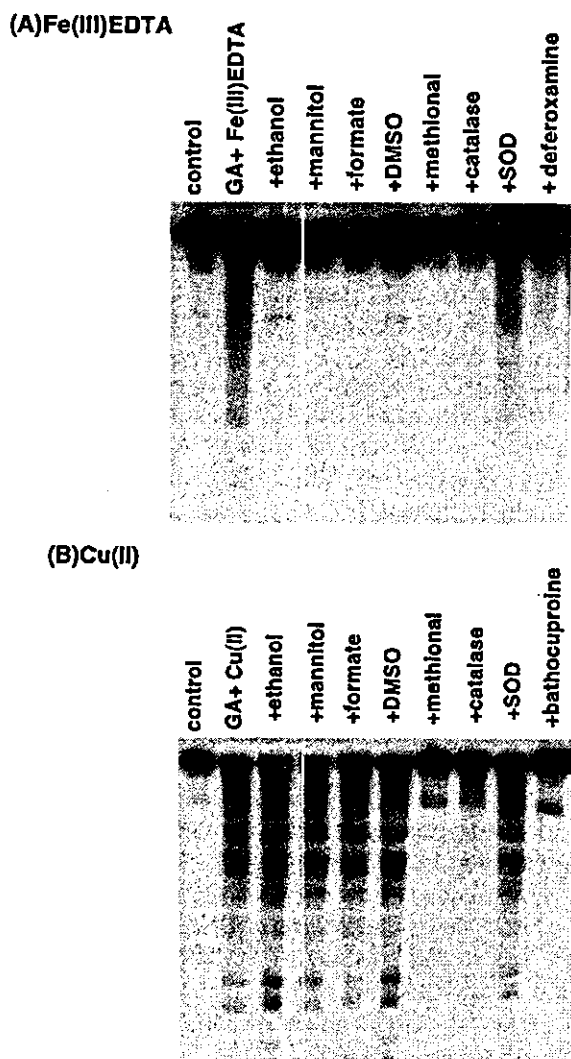 (A)Fe(III)EDTA
control
GA+ Fe(III)EDTA
+ethanol
+mannitol
+formate
+DMSO
+methional
+catalase
+SOD
+ deferoxamine
(B)Cu(II)
control
GA+ Cu(II)
+ethanol
+mannitol
+formate
+DMSO
+methional
+catalase
+SOD
+bathocuproine